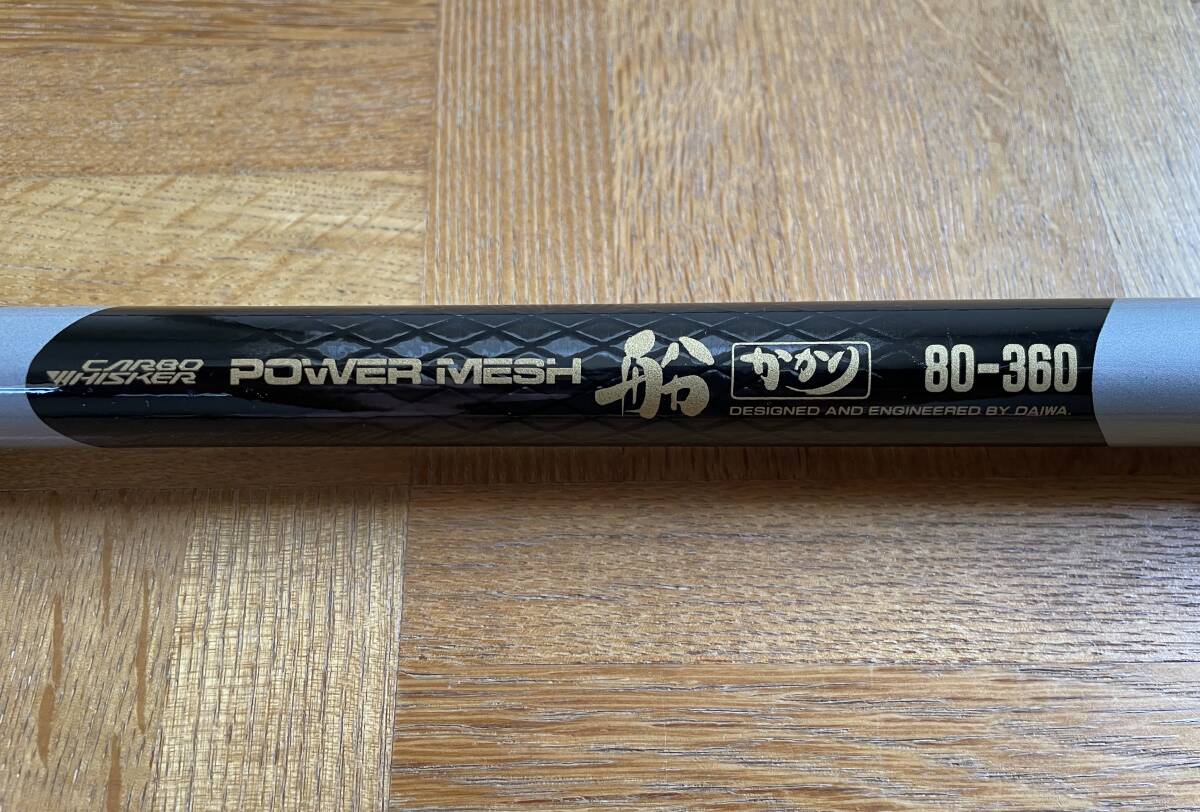 CARBO
WHISKER
POWER MESH 船 かかり 80-360
DESIGNED AND ENGINEERED BY DAIWA.